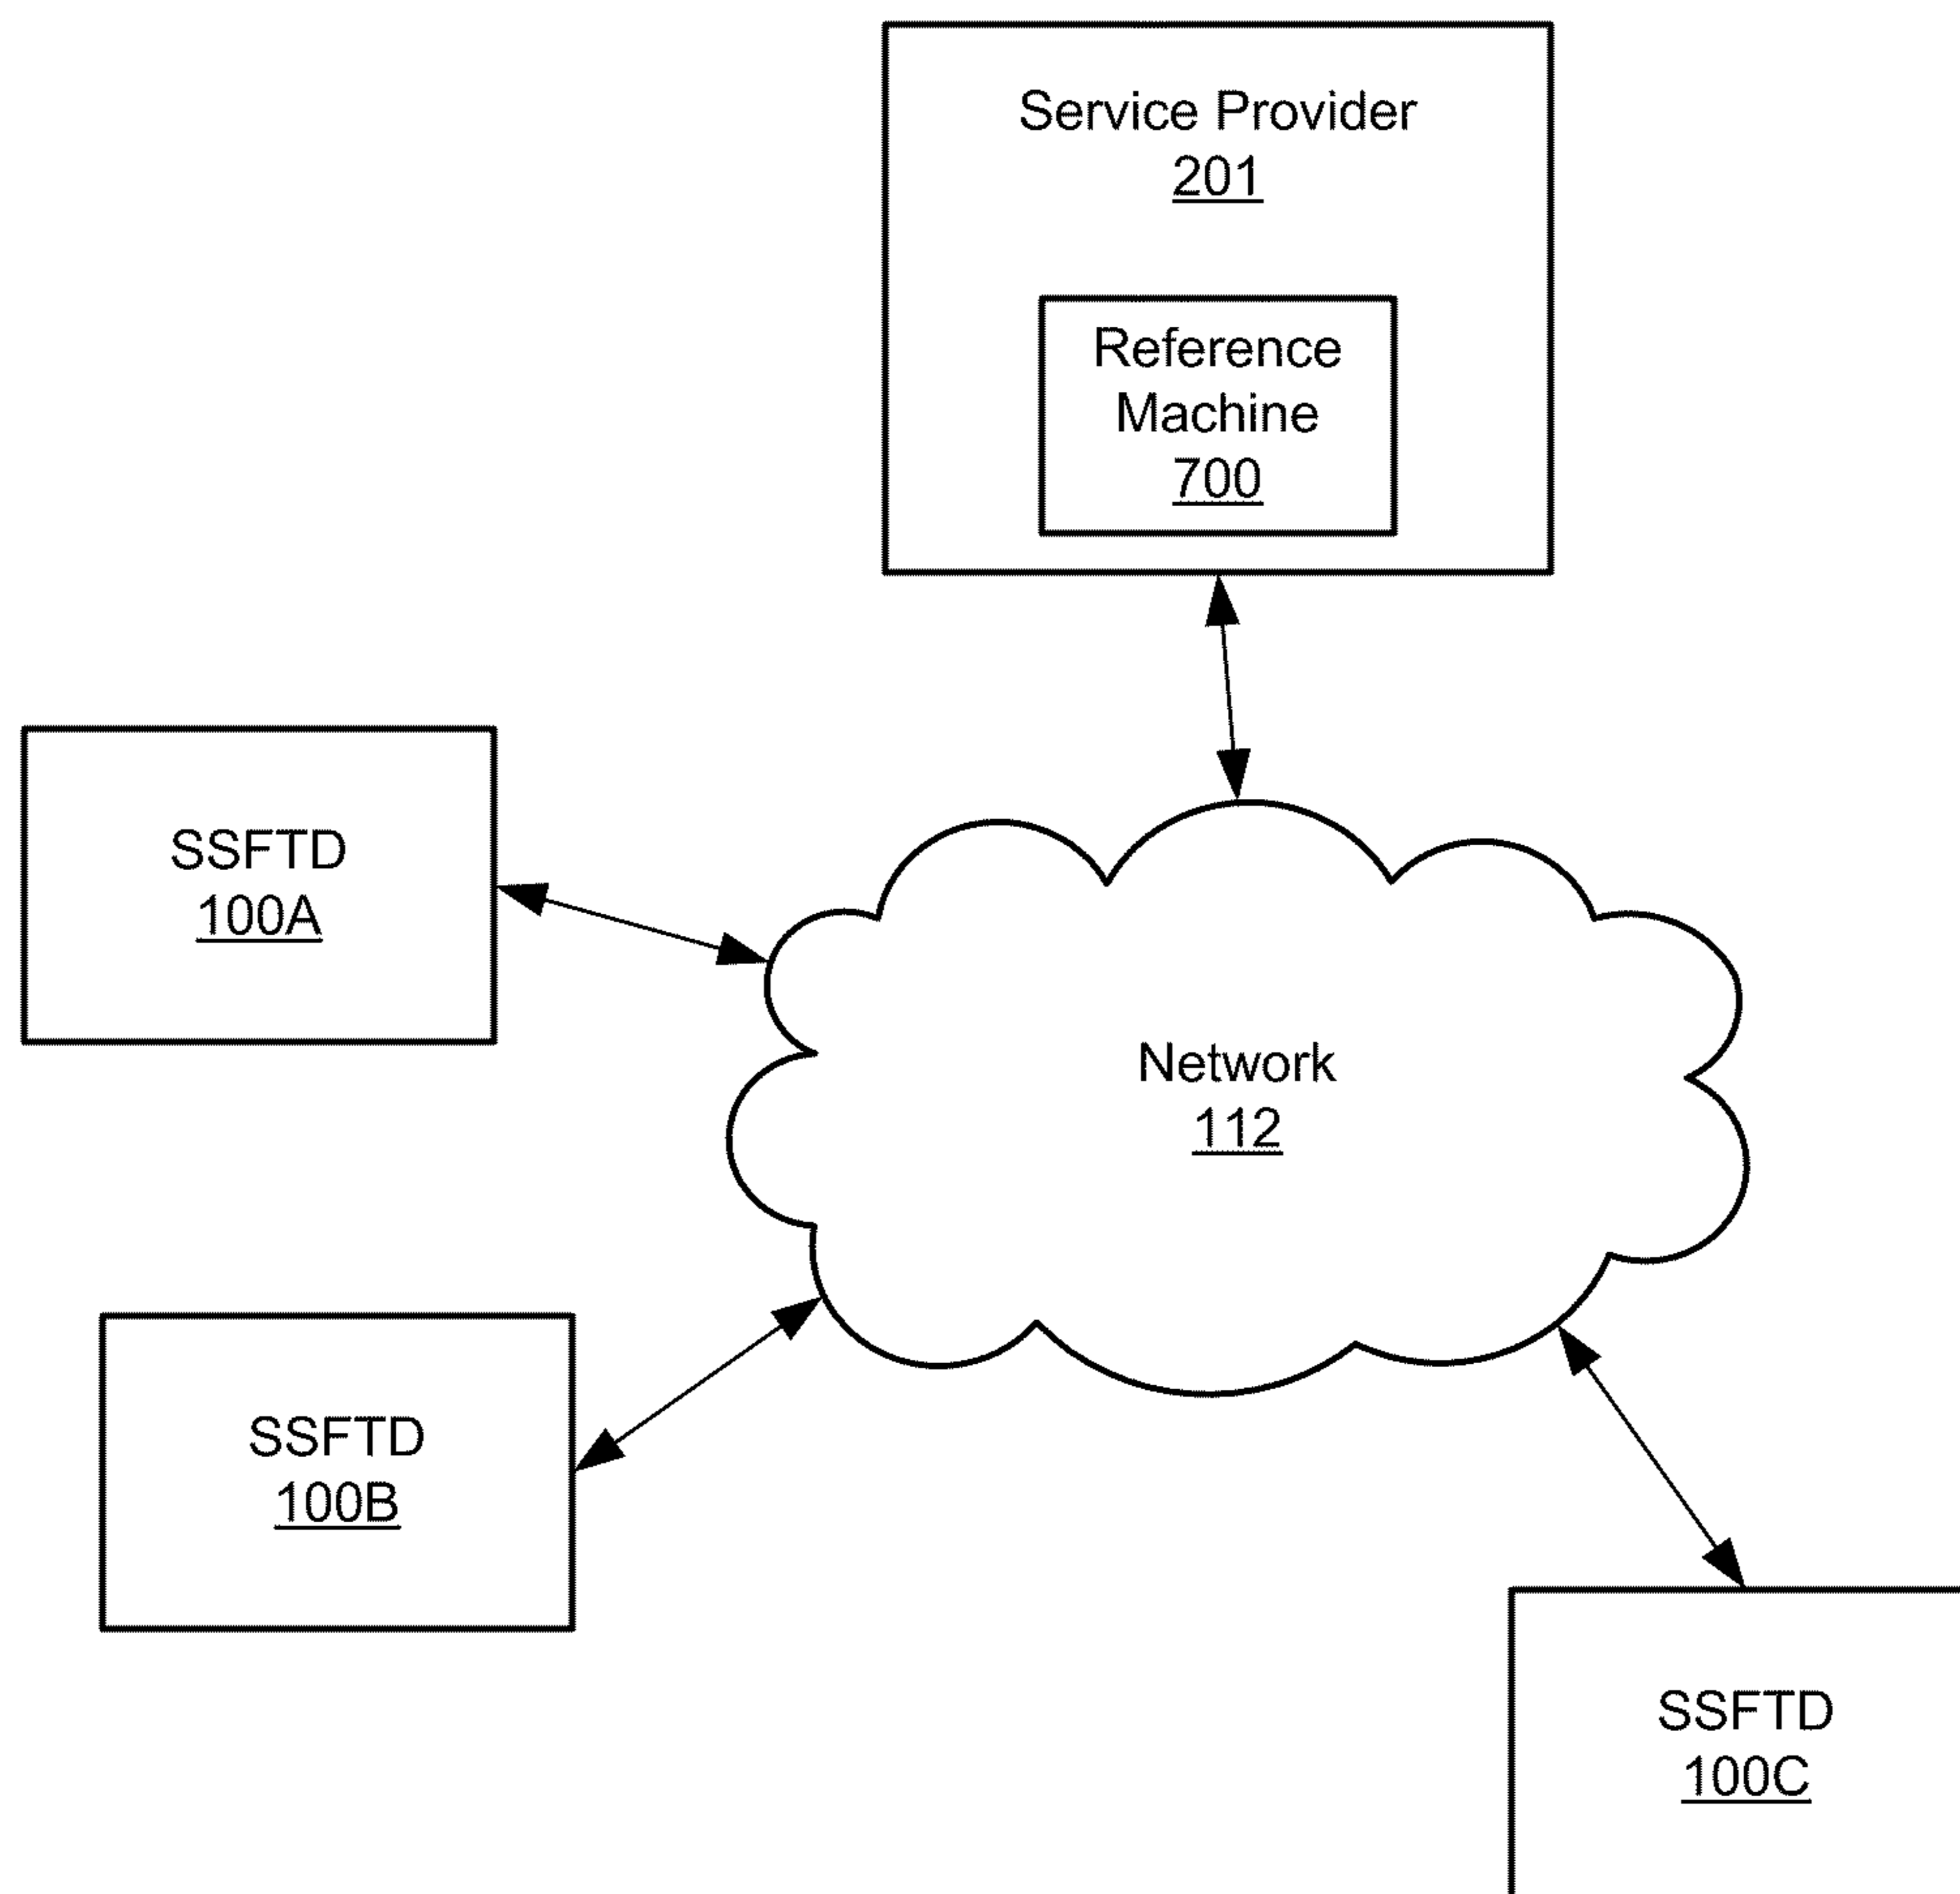 Service Provider
201
Reference
Machine
700
SSFTD
100A
Network
112
SSFTD
100B
SSFTD
100C